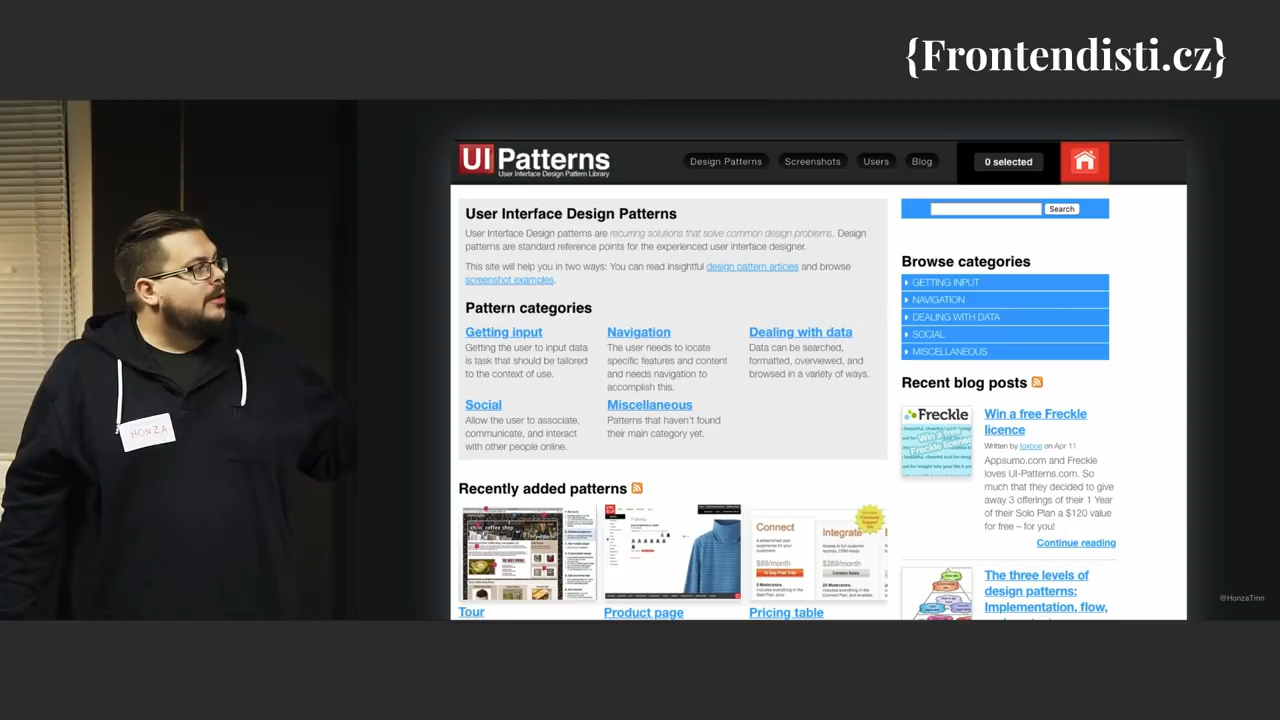 {Frontendisti.cz}
UI Patterns
User Interface Design Pattern Library
Design Patterns
Screenshots
Users
Blog
0 selected
User Interface Design Patterns
User Interface Design patterns are recurring solutions that solve common design problems. Design
patterns are standard reference points for the experienced user interface designer.
This site will help you in two ways: You can read insightful design pattern articles and browse
screenshot examples.
Pattern categories
Getting input
Getting the user to input data
is task that should be tailored
to the context of use.
Navigation
The user needs to locate
specific features and content
and needs navigation to
accomplish this.
Dealing with data
Data can be searched,
formatted, overviewed, and
browsed in a variety of ways.
Social
Allow the user to associate,
communicate, and interact
with other people online.
Miscellaneous
Patterns that haven't found
their main category yet.
Recently added patterns
Connect
$99/month
Integrate
$269/month
Tour
Product page
Pricing table
Search
Browse categories
GETTING INPUT
NAVIGATION
DEALING WITH DATA
SOCIAL
MISCELLANEOUS
Recent blog posts
Freckle
Win a free
Freckle licence
Win a free Freckle
licence
Written by toxboe on Apr 11
Appsumo.com and Freckle
loves UI-Patterns.com. So
much that they decided to give
away 3 offerings of their 1 Year
of their Solo Plan a $120 value
for free – for you!
Continue reading
The three levels of
design patterns:
Implementation, flow,
HONZA
@HonzaTmn